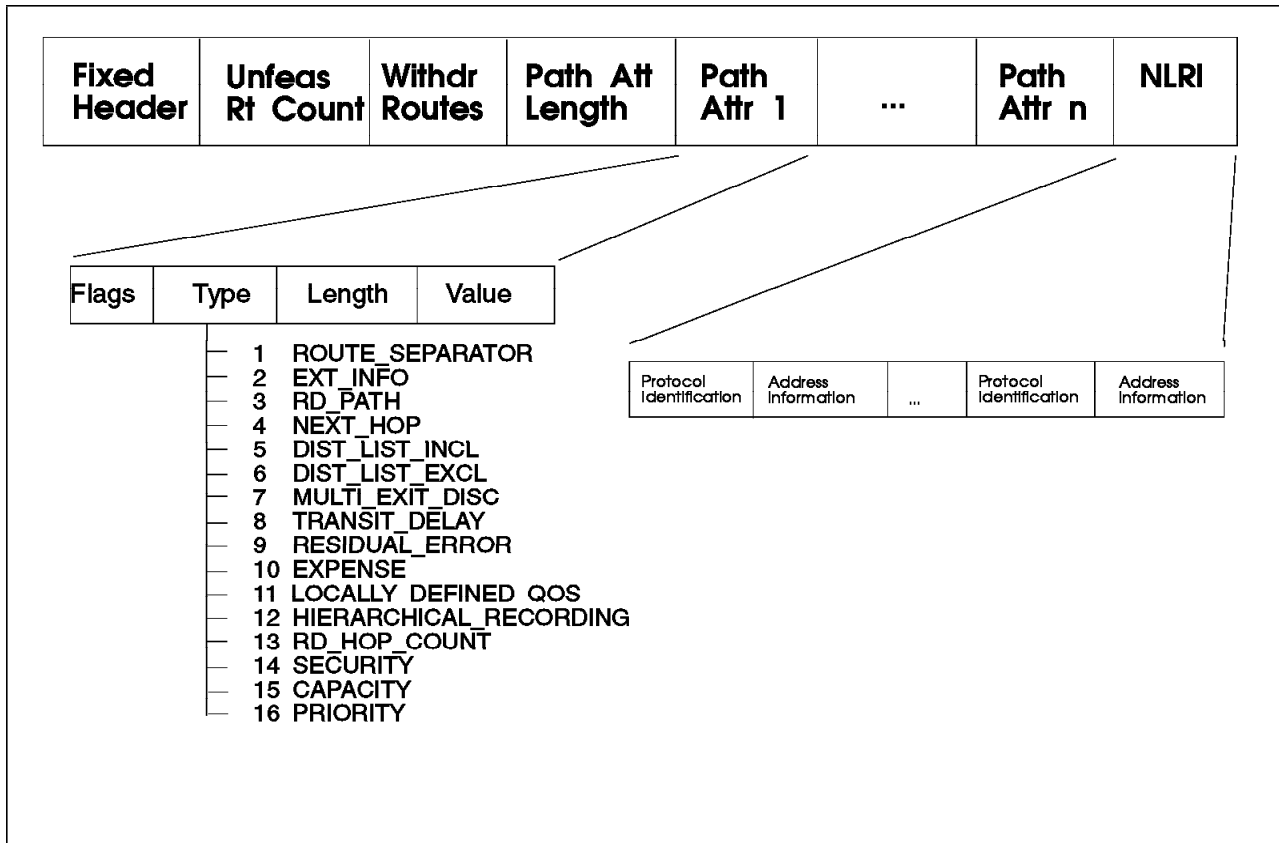 Fixed Header
Unfeas Rt Count
Withdr Routes
Path Att Length
Path Attr 1
...
Path Attr n
NLRI
Flags
Type
Length
Value
1 ROUTE_SEPARATOR
2 EXT_INFO
3 RD_PATH
4 NEXT_HOP
5 DIST_LIST_INCL
6 DIST_LIST_EXCL
7 MULTI_EXIT_DISC
8 TRANSIT_DELAY
9 RESIDUAL_ERROR
10 EXPENSE
11 LOCALLY DEFINED QOS
12 HIERARCHICAL_RECORDING
13 RD_HOP_COUNT
14 SECURITY
15 CAPACITY
16 PRIORITY
Protocol Identification
Address Information
...
Protocol Identification
Address Information